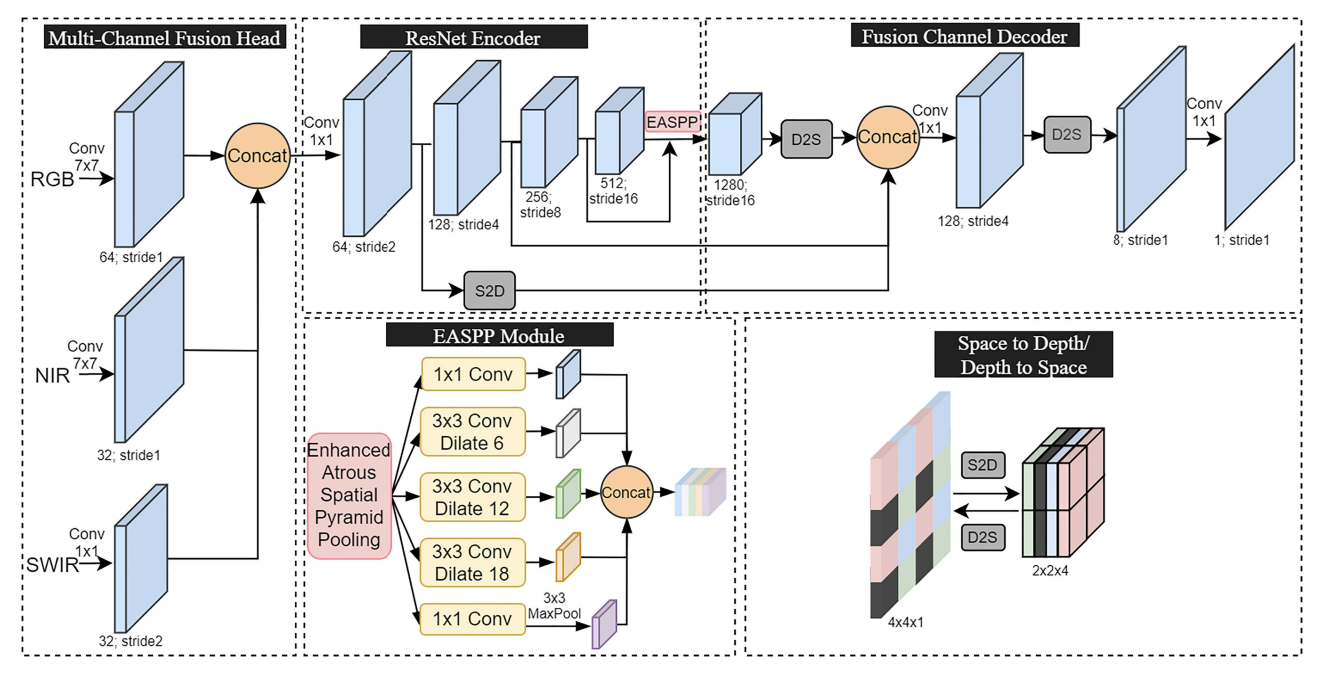 Multi-Channel Fusion Head
Conv
7x7
RGB
64; stride1
Concat
Conv
7x7
NIR
32; stride1
Conv
1x1
SWIR
32; stride2
ResNet Encoder
Conv
1x1
64; stride2
128; stride4
256;
stride8
512;
stride16
EASPP
S2D
Fusion Channel Decoder
1280;
stride16
D2S
Concat
Conv
1x1
128; stride4
D2S
8; stride1
Conv
1x1
1; stride1
EASPP Module
Enhanced
Atrous
Spatial
Pyramid
Pooling
1x1 Conv
3x3 Conv
Dilate 6
3x3 Conv
Dilate 12
3x3 Conv
Dilate 18
1x1 Conv
3x3
MaxPool
Concat
Space to Depth/
Depth to Space
S2D
D2S
4x4x1
2x2x4